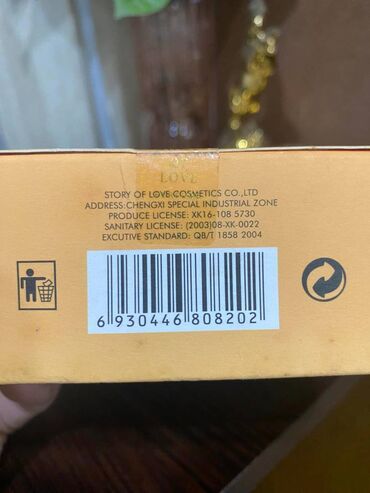 LOVE
STORY OF LOVE COSMETICS CO.,LTD
ADDRESS:CHENGXI SPECIAL INDUSTRIAL ZONE
PRODUCE LICENSE: XK16-108 5730
SANITARY LICENSE: (2003)08-XK-0022
EXCUTIVE STANDARD: QB/T 1858 2004
6 930446 808202